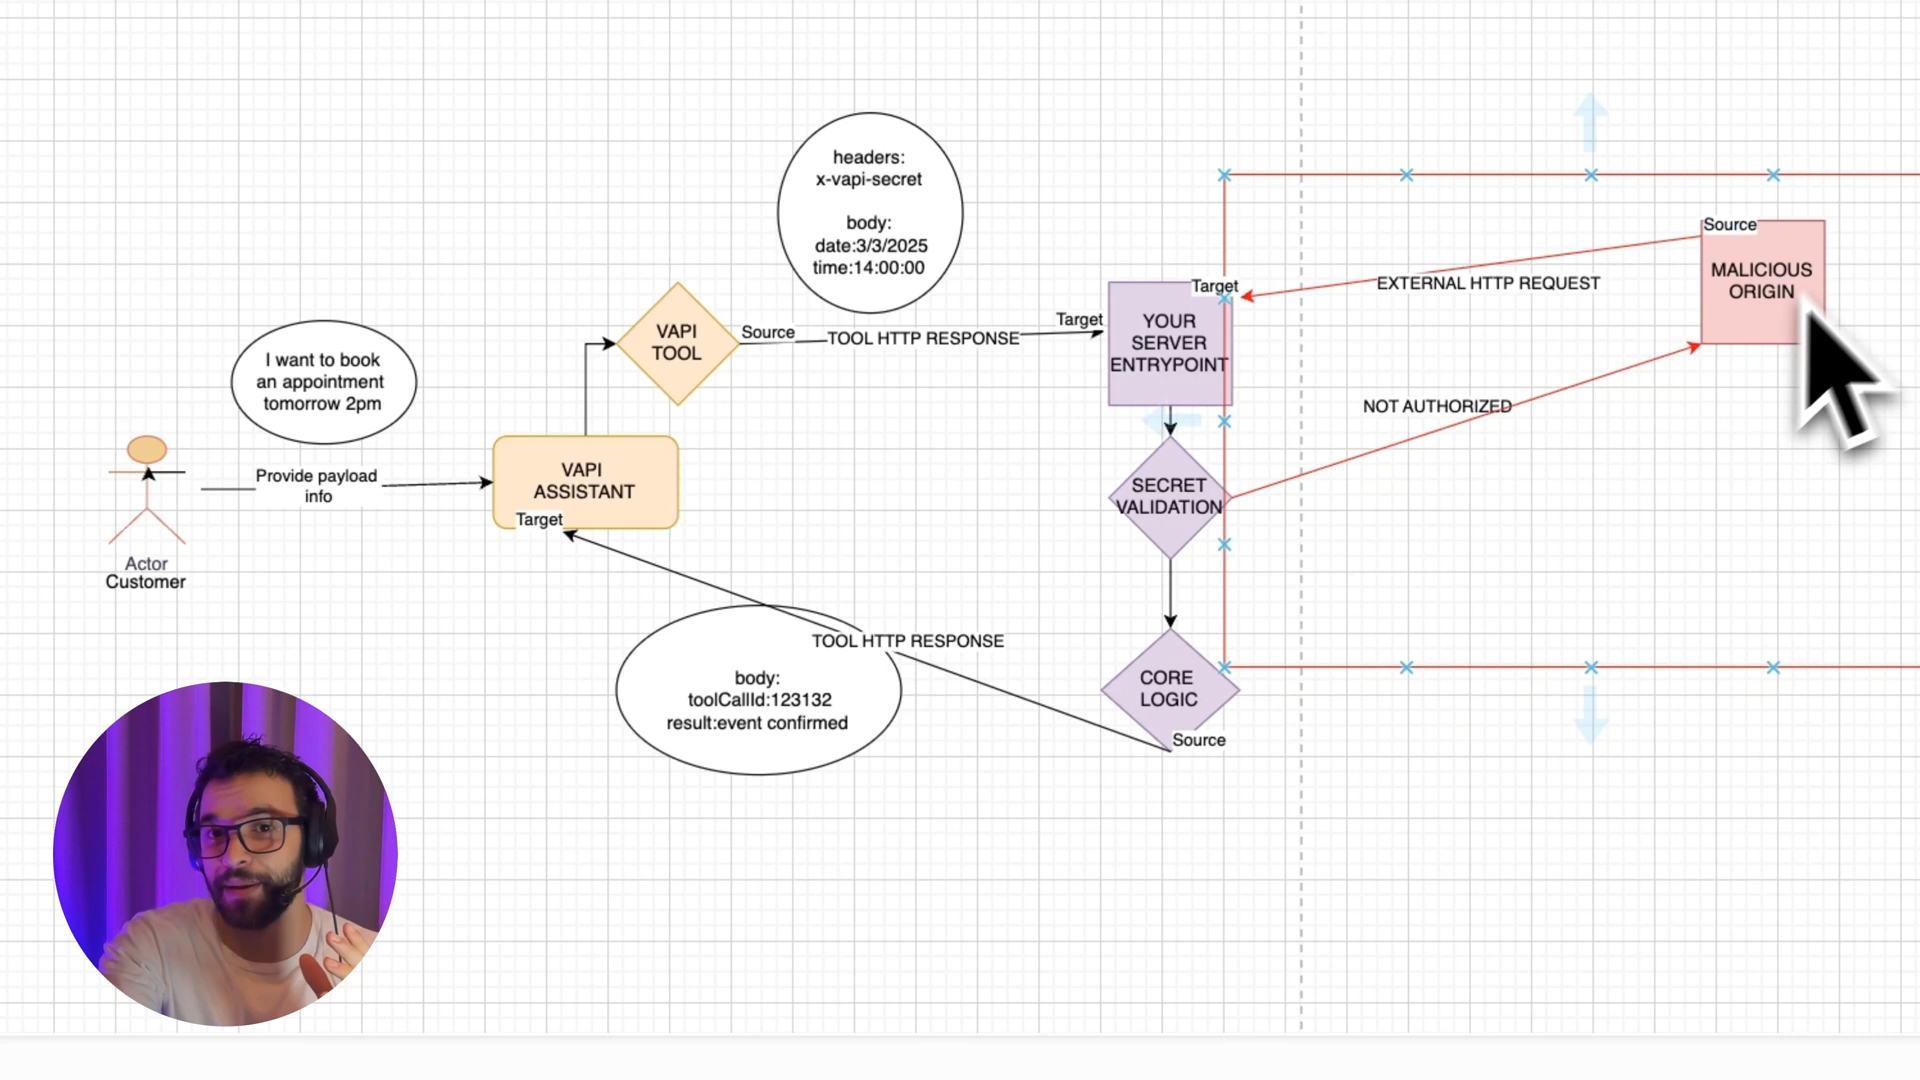 headers:
x-vapi-secret
body:
date:3/3/2025
time:14:00:00
I want to book
an appointment
tomorrow 2pm
Provide payload
info
Actor
Customer
VAPI
ASSISTANT
Target
VAPI
TOOL
Source
TOOL HTTP RESPONSE
Target
Target
YOUR
SERVER
ENTRYPOINT
SECRET
VALIDATION
CORE
LOGIC
Source
TOOL HTTP RESPONSE
body:
toolCallId:123132
result:event confirmed
Source
MALICIOUS
ORIGIN
EXTERNAL HTTP REQUEST
NOT AUTHORIZED